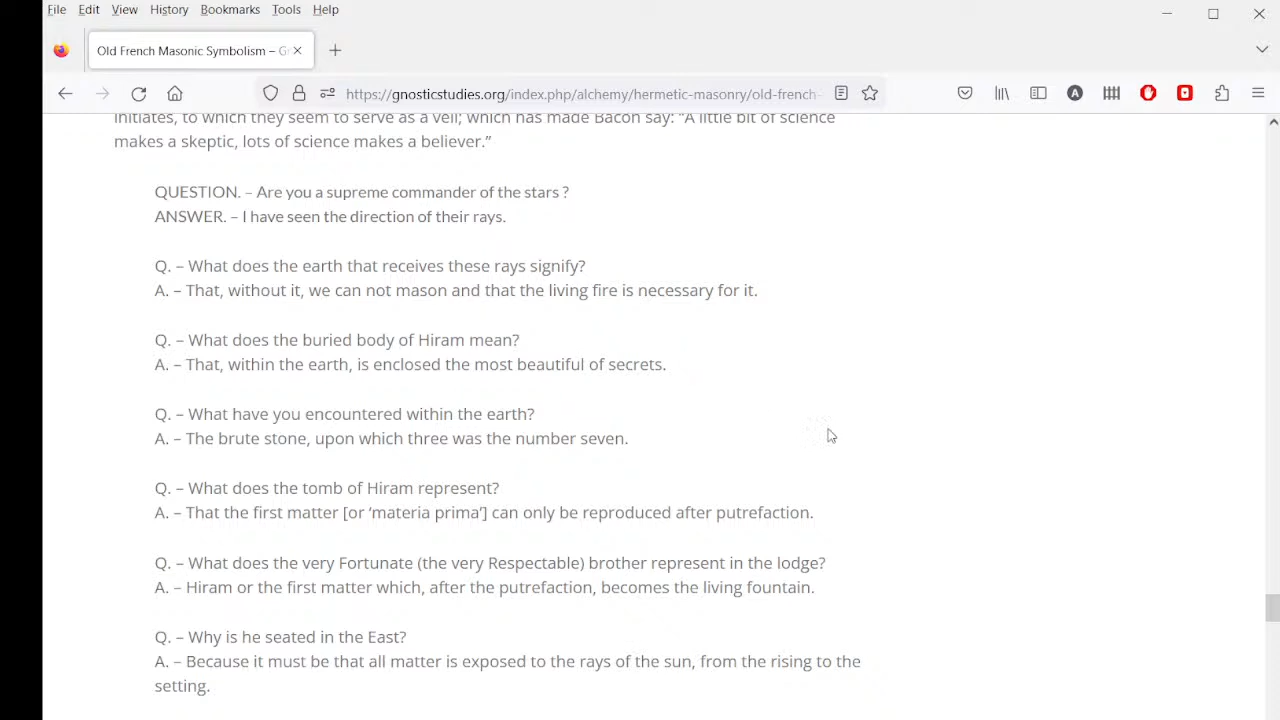 File Edit View History Bookmarks Tools Help
Old French Masonic Symbolism – G
https://gnosticstudies.org/index.php/alchemy/hermetic-masonry/old-french-
initiates, to which they seem to serve as a veil; which has made Bacon say: “A little bit of science
makes a skeptic, lots of science makes a believer.”
QUESTION. – Are you a supreme commander of the stars ?
ANSWER. – I have seen the direction of their rays.
Q. – What does the earth that receives these rays signify?
A. – That, without it, we can not mason and that the living fire is necessary for it.
Q. – What does the buried body of Hiram mean?
A. – That, within the earth, is enclosed the most beautiful of secrets.
Q. – What have you encountered within the earth?
A. – The brute stone, upon which three was the number seven.
Q. – What does the tomb of Hiram represent?
A. – That the first matter [or ‘materia prima’] can only be reproduced after putrefaction.
Q. – What does the very Fortunate (the very Respectable) brother represent in the lodge?
A. – Hiram or the first matter which, after the putrefaction, becomes the living fountain.
Q. – Why is he seated in the East?
A. – Because it must be that all matter is exposed to the rays of the sun, from the rising to the
setting.